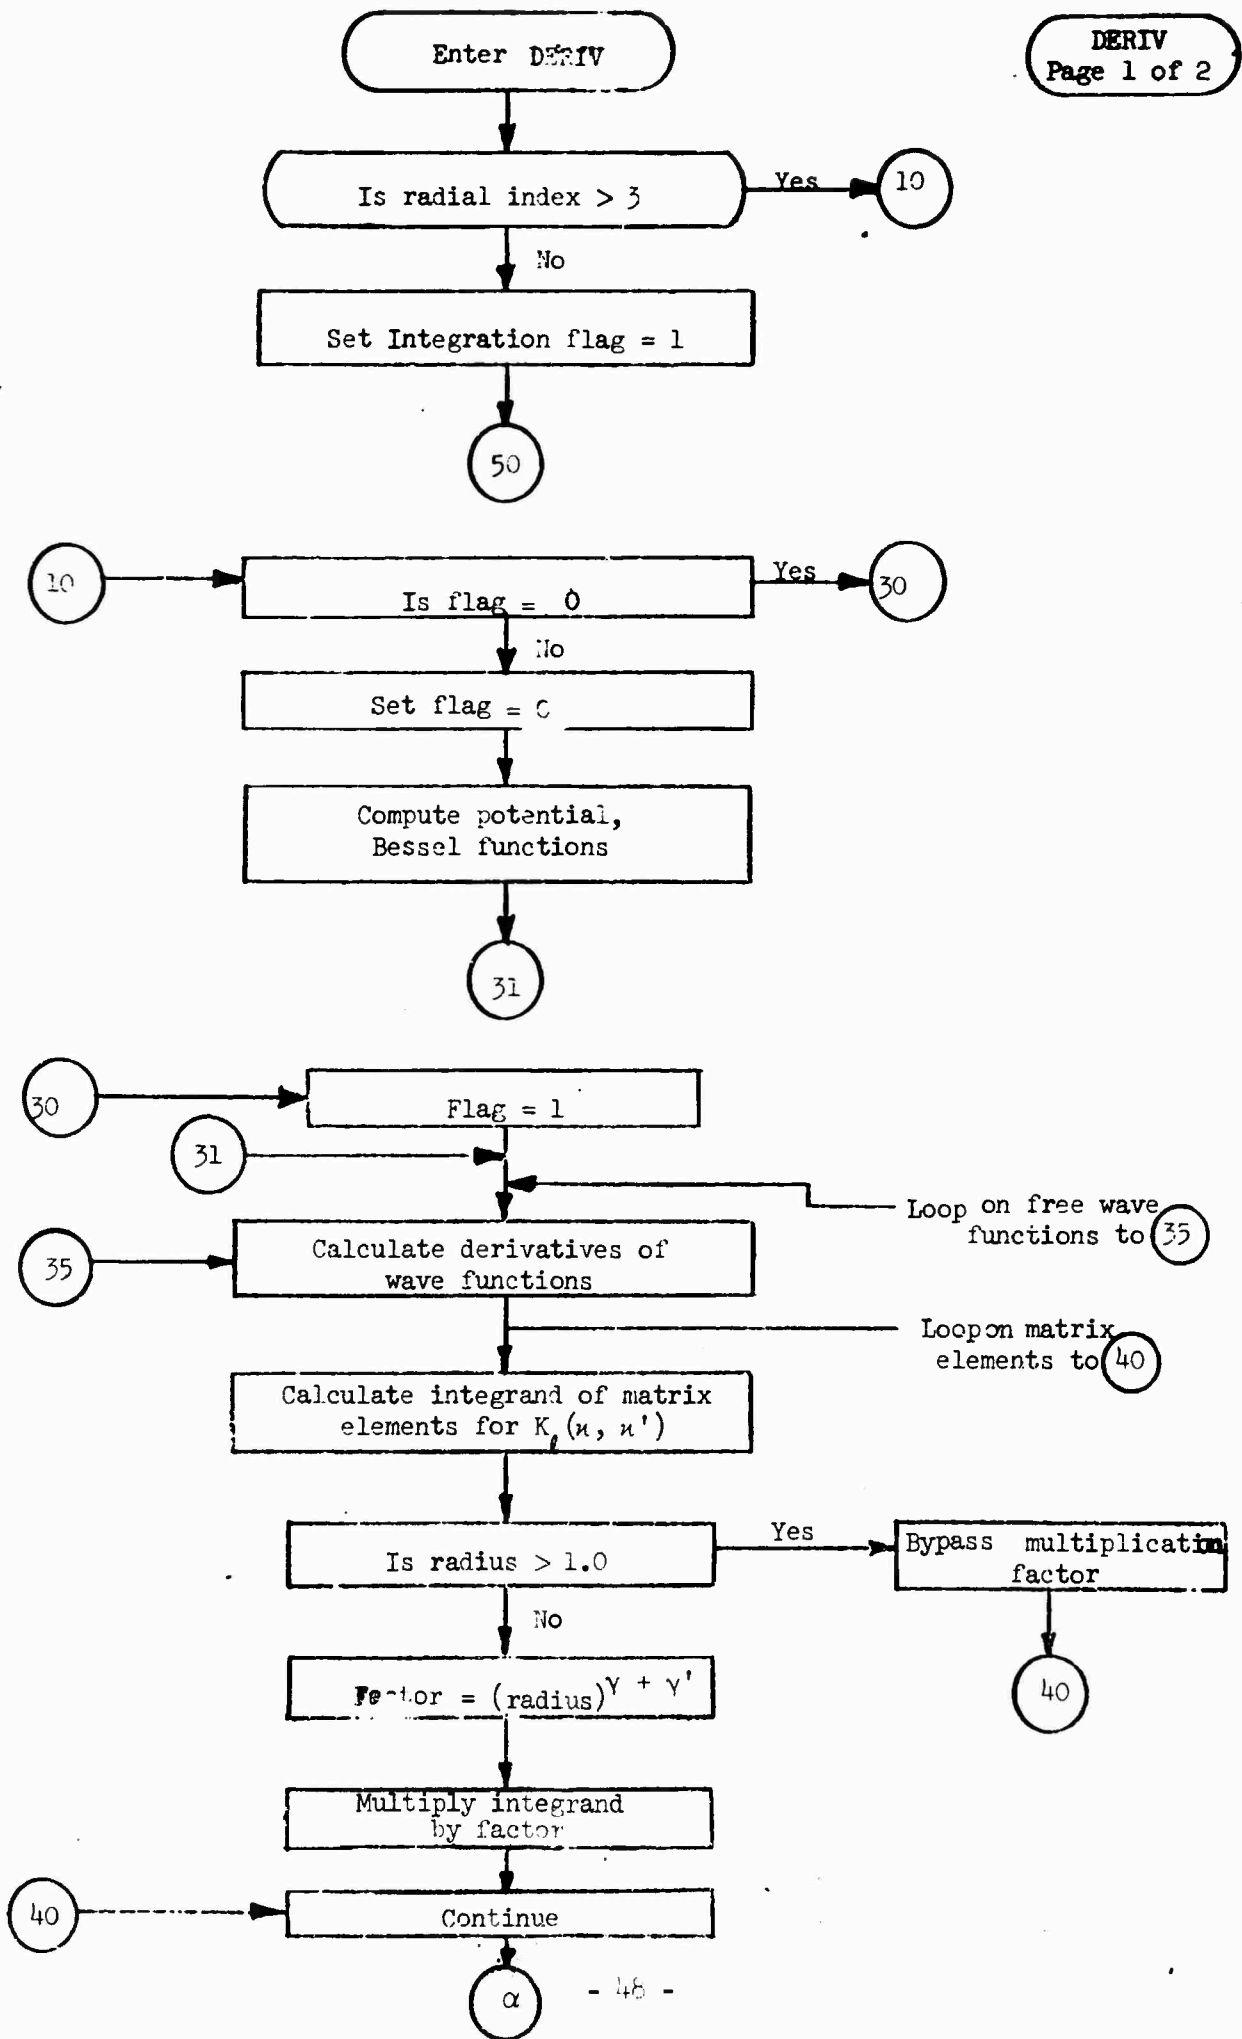 Enter DERIV
DERIV
Page 1 of 2
Is radial index > 3
Yes
10
No
Set Integration flag = 1
50
10
Is flag = 0
Yes
30
No
Set flag = 0
Compute potential,
Bessel functions
31
30
Flag = 1
31
Loop on free wave
functions to 35
35
Calculate derivatives of
wave functions
Loop on matrix
elements to 40
Calculate integrand of matrix
elements for Kℓ(κ, κ')
Is radius > 1.0
Yes
Bypass multiplication
factor
No
40
Factor = (radius)^γ + γ'
Multiply integrand
by factor
40
Continue
α
- 48 -